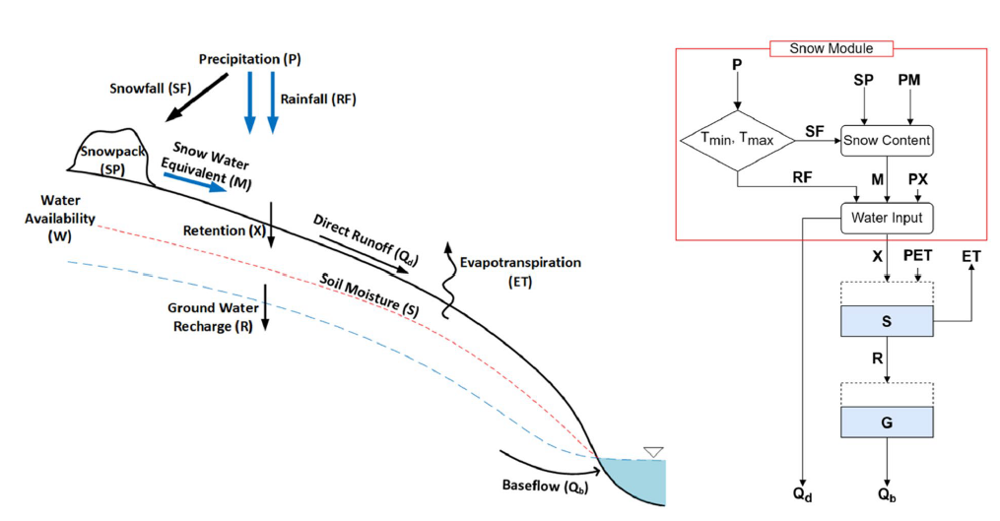 Precipitation (P)
Snowfall (SF)
Rainfall (RF)
Snowpack
(SP)
Snow Water
Equivalent (M)
Water
Availability
(W)
Retention (X)
Direct Runoff (Qd)
Evapotranspiration
(ET)
Soil Moisture (S)
Ground Water
Recharge (R)
Baseflow (Qb)
Snow Module
P
SP PM
Tmin, Tmax
SF
Snow Content
RF
M PX
Water Input
X PET ET
S
R
G
Qd Qb